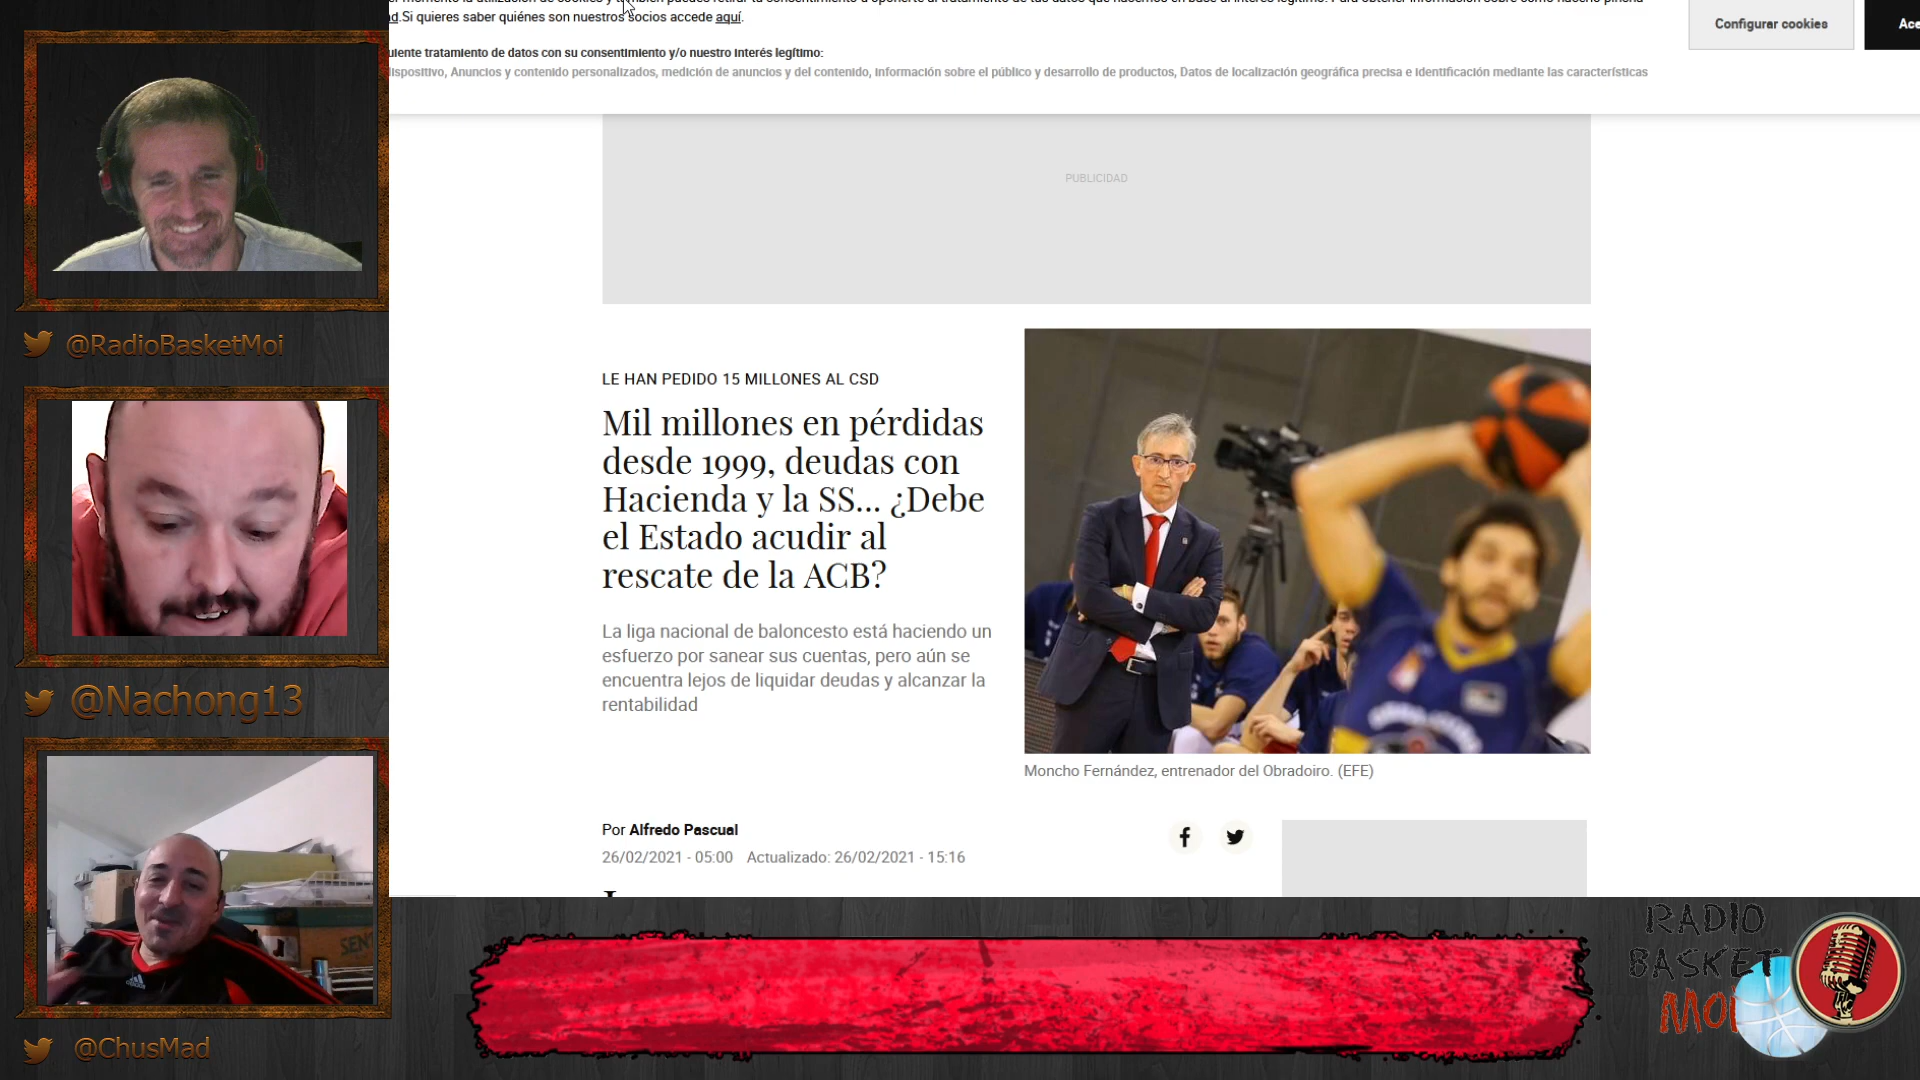 er momento la utilización de cookies y también puedes retirar tu consentimiento u oponerte al tratamiento de tus datos que hacemos en base al interés legítimo. Para obtener información sobre cómo hacerlo pincha
d.Si quieres saber quiénes son nuestros socios accede aquí.
uiente tratamiento de datos con su consentimiento y/o nuestro interés legítimo:
ispositivo, Anuncios y contenido personalizados, medición de anuncios y del contenido, información sobre el público y desarrollo de productos, Datos de localización geográfica precisa e identificación mediante las características
Configurar cookies
Ace
PUBLICIDAD
LE HAN PEDIDO 15 MILLONES AL CSD
Mil millones en pérdidas
desde 1999, deudas con
Hacienda y la SS... ¿Debe
el Estado acudir al
rescate de la ACB?
La liga nacional de baloncesto está haciendo un
esfuerzo por sanear sus cuentas, pero aún se
encuentra lejos de liquidar deudas y alcanzar la
rentabilidad
Moncho Fernández, entrenador del Obradoiro. (EFE)
Por Alfredo Pascual
26/02/2021 - 05:00 Actualizado: 26/02/2021 - 15:16
@RadioBasketMoi
@Nachong13
@ChusMad
RADIO
BASKET
MOi